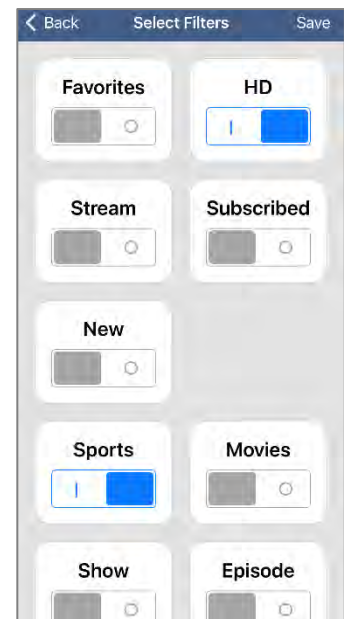 Back Select Filters Save
Favorites HD
Stream Subscribed
New
Sports Movies
Show Episode